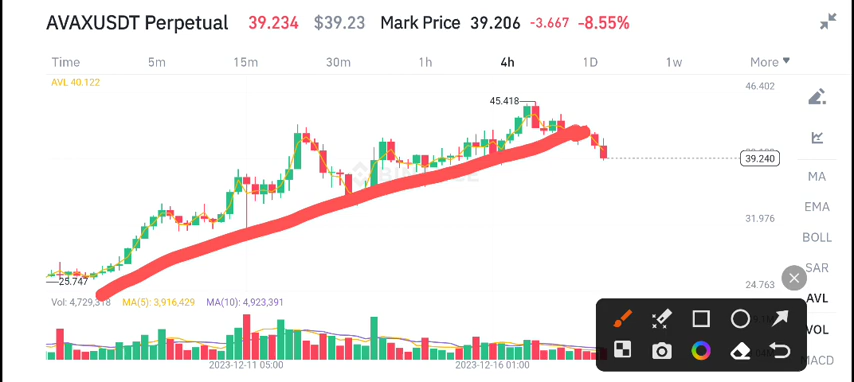 AVAXUSDT Perpetual 39.234 $39.23 Mark Price 39.206 -3.667 -8.55%
Time 5m 15m 30m 1h 4h 1D 1w More
AVL 40.122
46.402
45.418
39.240
MA
EMA
31.976
BOLL
SAR
25.747
24.763
AVL
Vol: 4,729,318 MA(5): 3,916,429 MA(10): 4,923,391
VOL
MACD
2023-12-11 05:00 2023-12-16 01:00